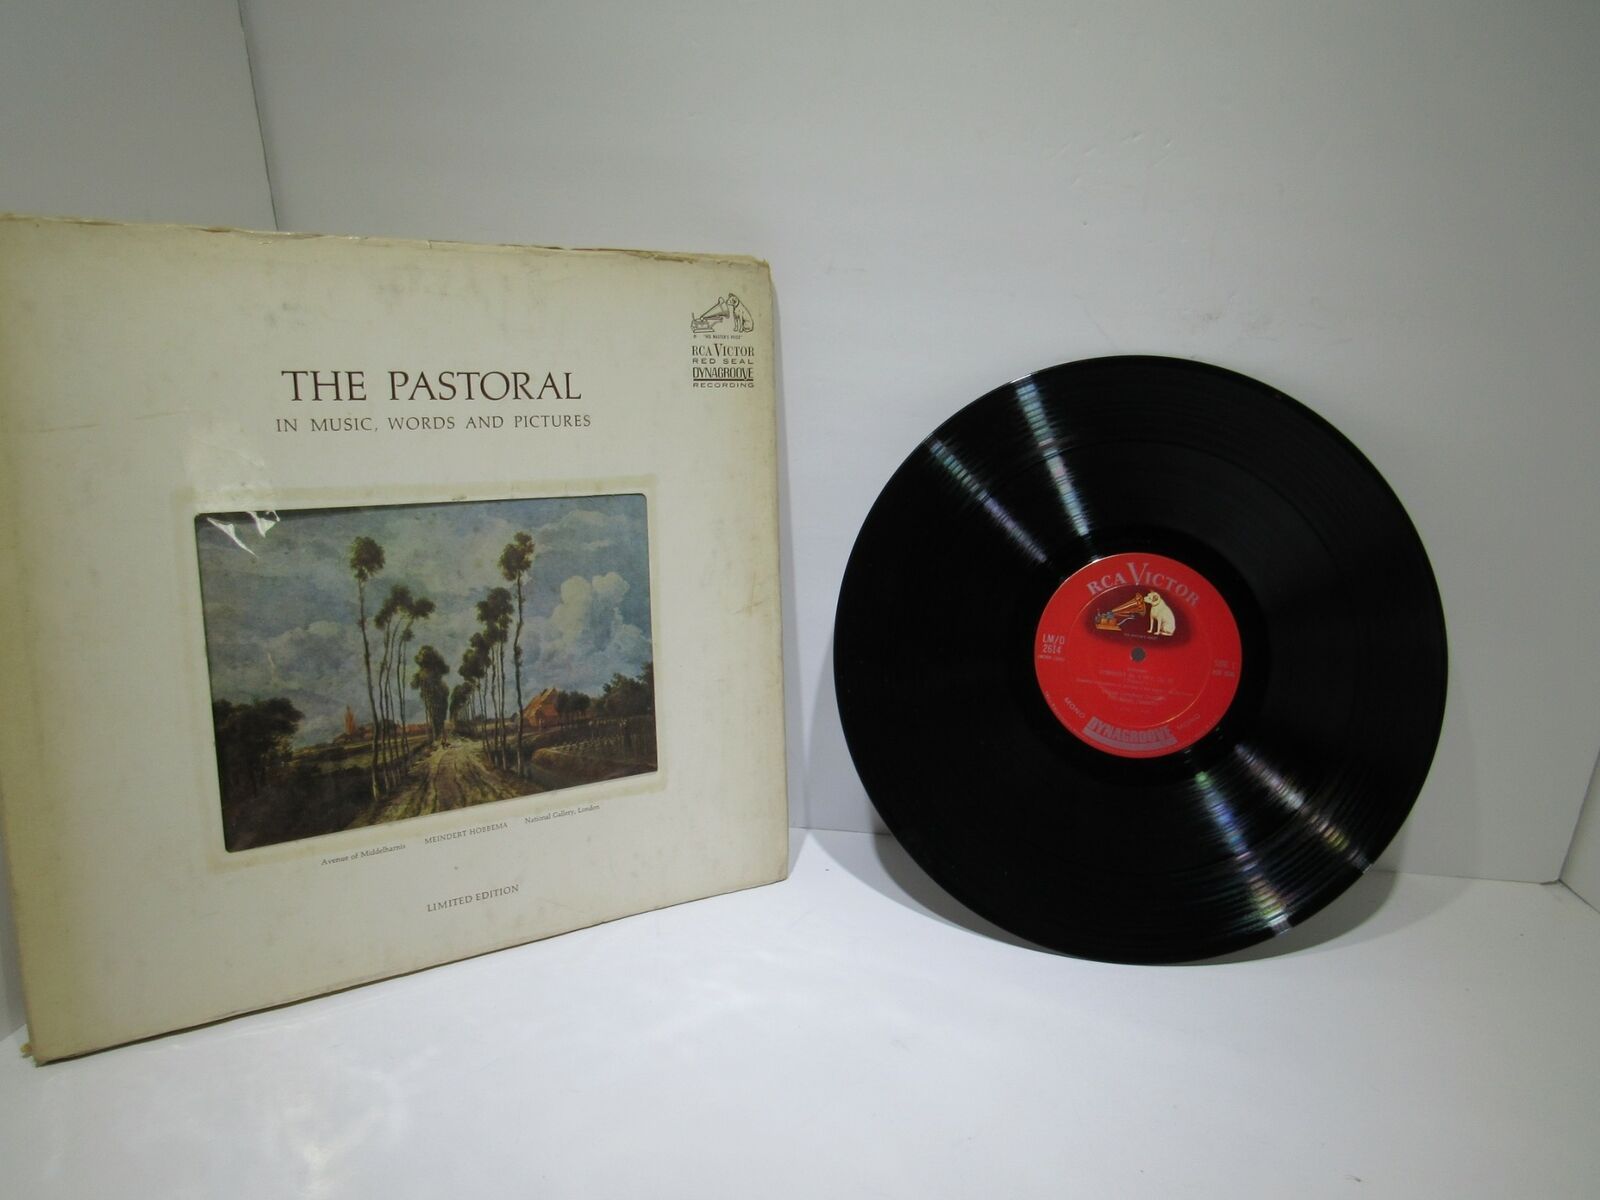 "HIS MASTER'S VOICE"
RCA VICTOR
RED SEAL
DYNAGROOVE
RECORDING
THE PASTORAL
IN MUSIC, WORDS AND PICTURES
Avenue of Middelharnis MEINDERT HOBBEMA National Gallery, London
LIMITED EDITION
RCA VICTOR
LM/D
2614
SIDE
MONO DYNAGROOVE MONO